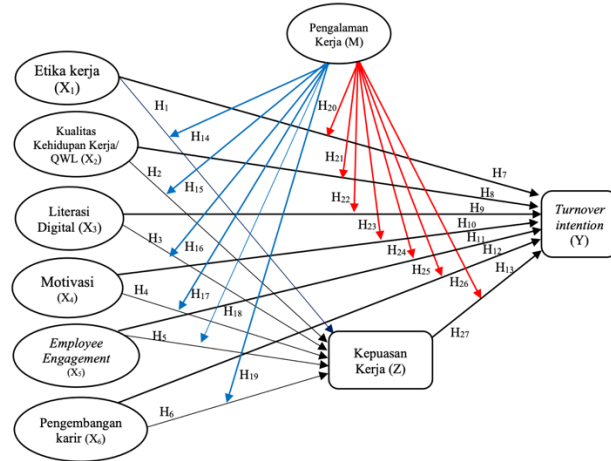 Pengalaman
Kerja (M)
Etika kerja
(X₁)
H₁
H₂₀
H₁₄
Kualitas
Kehidupan Kerja/
QWL (X₂)
H₂
H₁₅
H₂₁
H₇
H₈
Literasi
Digital (X₃)
H₃
H₁₆
H₂₂
H₂₃
H₉
H₁₀
H₁₁
H₁₂
H₁₃
Turnover
intention
(Y)
Motivasi
(X₄)
H₄
H₁₇
H₂₄
H₂₅
H₂₆
Employee
Engagement
(X₅)
H₅
H₁₈
H₂₇
Kepuasan
Kerja (Z)
Pengembangan
karir (X₆)
H₆
H₁₉